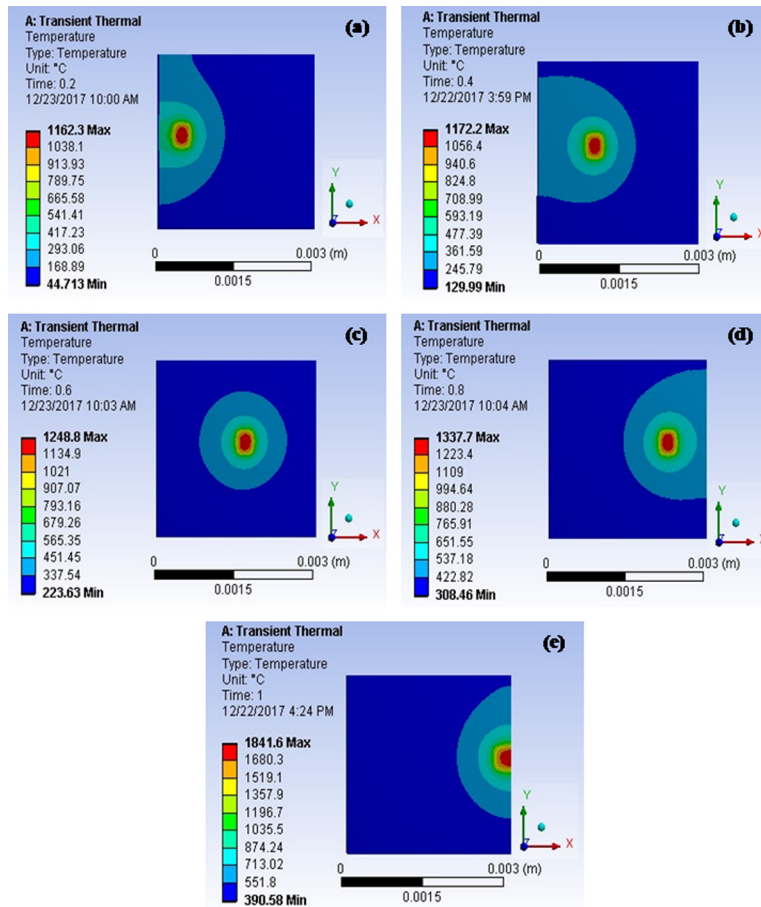 A: Transient Thermal
(a)
Temperature
Type: Temperature
Unit: °C
Time: 0.2
12/23/2017 10:00 AM
1162.3 Max
1038.1
913.93
789.75
665.58
541.41
417.23
293.06
168.89
44.713 Min
Y
X
Z
0
0.003 (m)
0.0015
A: Transient Thermal
(b)
Temperature
Type: Temperature
Unit: °C
Time: 0.4
12/22/2017 3:59 PM
1172.2 Max
1056.4
940.6
824.8
708.99
593.19
477.39
361.59
245.79
129.99 Min
Y
X
Z
0
0.003 (m)
0.0015
A: Transient Thermal
(c)
Temperature
Type: Temperature
Unit: °C
Time: 0.6
12/23/2017 10:03 AM
1248.8 Max
1134.9
1021
907.07
793.16
679.26
565.35
451.45
337.54
223.63 Min
Y
X
Z
0
0.003 (m)
0.0015
A: Transient Thermal
(d)
Temperature
Type: Temperature
Unit: °C
Time: 0.8
12/23/2017 10:04 AM
1337.7 Max
1223.4
1109
994.64
880.28
765.91
651.55
537.18
422.82
308.46 Min
Y
X
Z
0
0.003 (m)
0.0015
A: Transient Thermal
(e)
Temperature
Type: Temperature
Unit: °C
Time: 1
12/22/2017 4:24 PM
1841.6 Max
1680.3
1519.1
1357.9
1196.7
1035.5
874.24
713.02
551.8
390.58 Min
Y
X
Z
0
0.003 (m)
0.0015